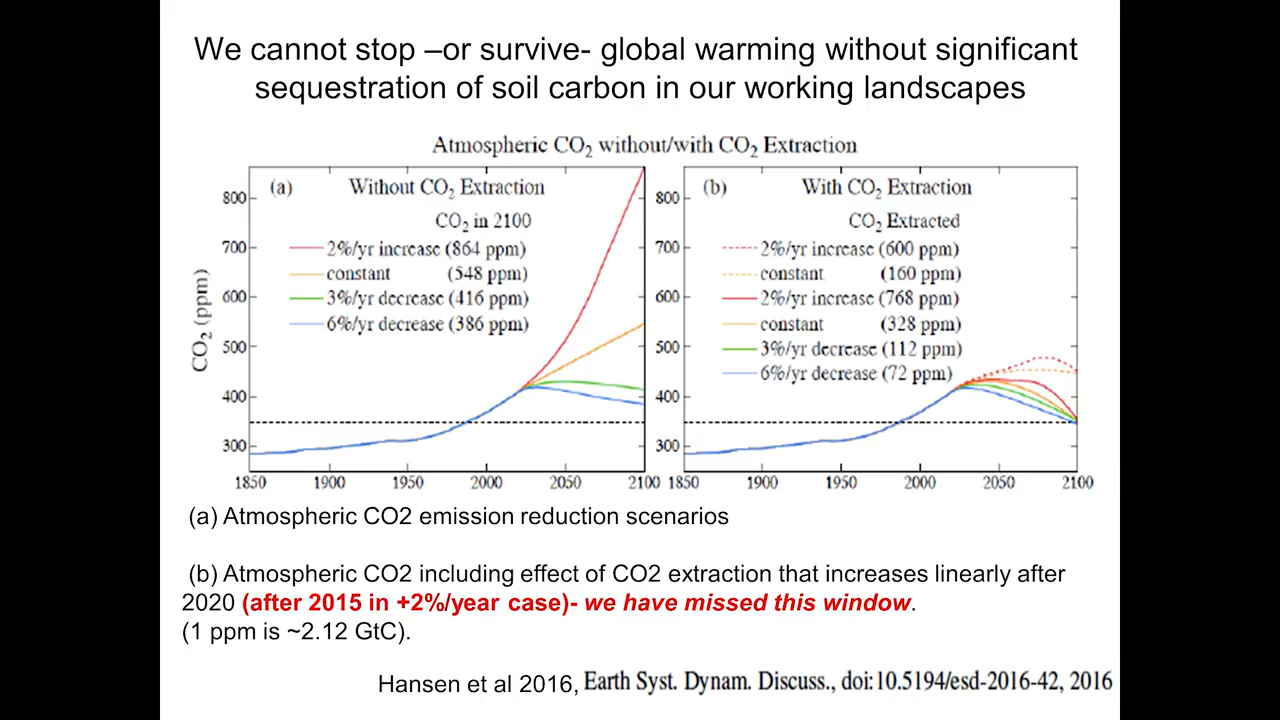 We cannot stop –or survive- global warming without significant
sequestration of soil carbon in our working landscapes
Atmospheric CO₂ without/with CO₂ Extraction
(a) Without CO₂ Extraction
CO₂ in 2100
2%/yr increase (864 ppm)
constant (548 ppm)
3%/yr decrease (416 ppm)
6%/yr decrease (386 ppm)
CO₂ (ppm)
800
700
600
500
400
300
1850 1900 1950 2000 2050 2100
(b) With CO₂ Extraction
CO₂ Extracted
2%/yr increase (600 ppm)
constant (160 ppm)
2%/yr increase (768 ppm)
constant (328 ppm)
3%/yr decrease (112 ppm)
6%/yr decrease (72 ppm)
800
700
600
500
400
300
1850 1900 1950 2000 2050 2100
(a) Atmospheric CO2 emission reduction scenarios
(b) Atmospheric CO2 including effect of CO2 extraction that increases linearly after
2020 (after 2015 in +2%/year case)- we have missed this window.
(1 ppm is ~2.12 GtC).
Hansen et al 2016, Earth Syst. Dynam. Discuss., doi:10.5194/esd-2016-42, 2016